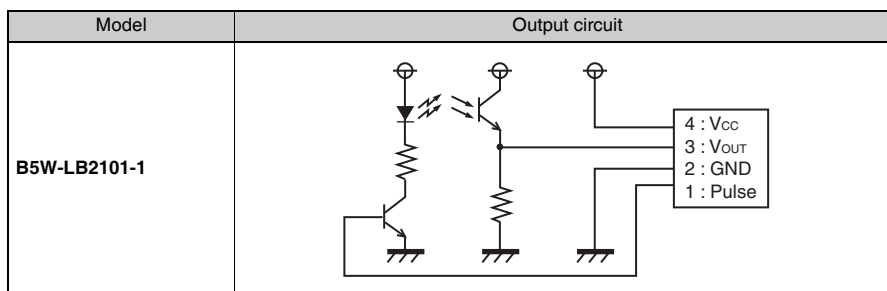 Model
Output circuit
B5W-LB2101-1
4 : Vcc
3 : VOUT
2 : GND
1 : Pulse